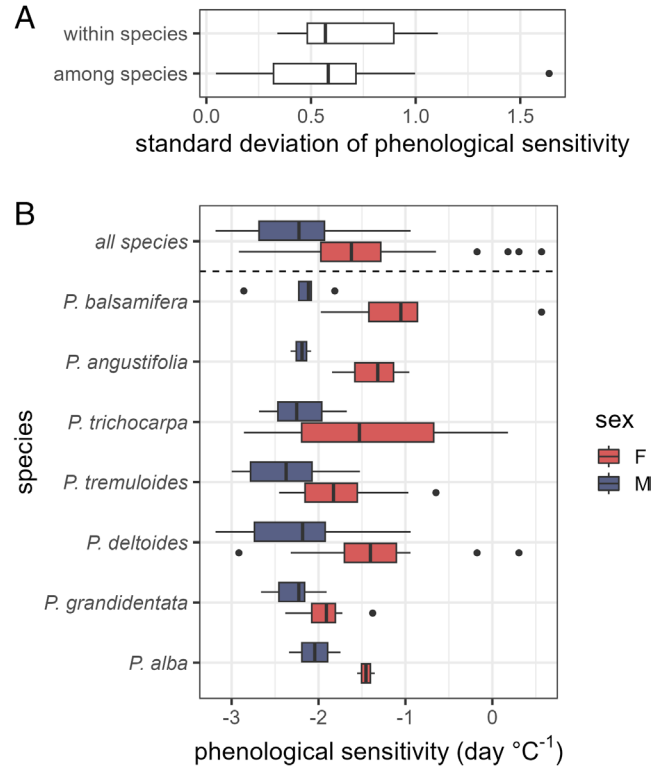 A
within species
among species
0.0 0.5 1.0 1.5
standard deviation of phenological sensitivity
B
all species
P. balsamifera
P. angustifolia
P. trichocarpa
P. tremuloides
P. deltoides
P. grandidentata
P. alba
species
sex
F
M
-3 -2 -1 0
phenological sensitivity (day °C⁻¹)